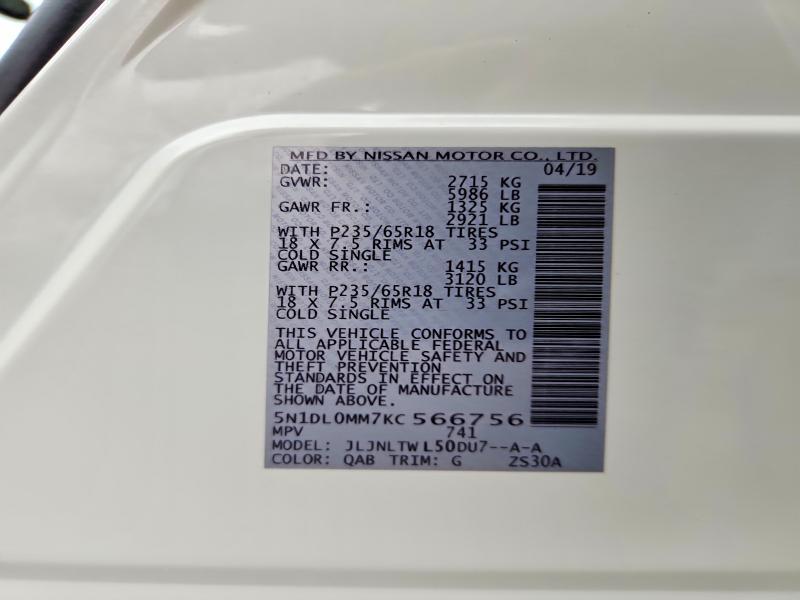 MFD BY NISSAN MOTOR CO., LTD.
DATE: 04/19
GVWR: 2715 KG
5986 LB
GAWR FR.: 1325 KG
2921 LB
WITH P235/65R18 TIRES
18 X 7.5 RIMS AT 33 PSI
COLD SINGLE
GAWR RR.: 1415 KG
3120 LB
WITH P235/65R18 TIRES
18 X 7.5 RIMS AT 33 PSI
COLD SINGLE
THIS VEHICLE CONFORMS TO
ALL APPLICABLE FEDERAL
MOTOR VEHICLE SAFETY AND
THEFT PREVENTION
STANDARDS IN EFFECT ON
THE DATE OF MANUFACTURE
SHOWN ABOVE.
5N1DL0MM7KC566756
MPV 741
MODEL: JLJNLTWL50DU7--A-A
COLOR: QAB TRIM: G ZS30A